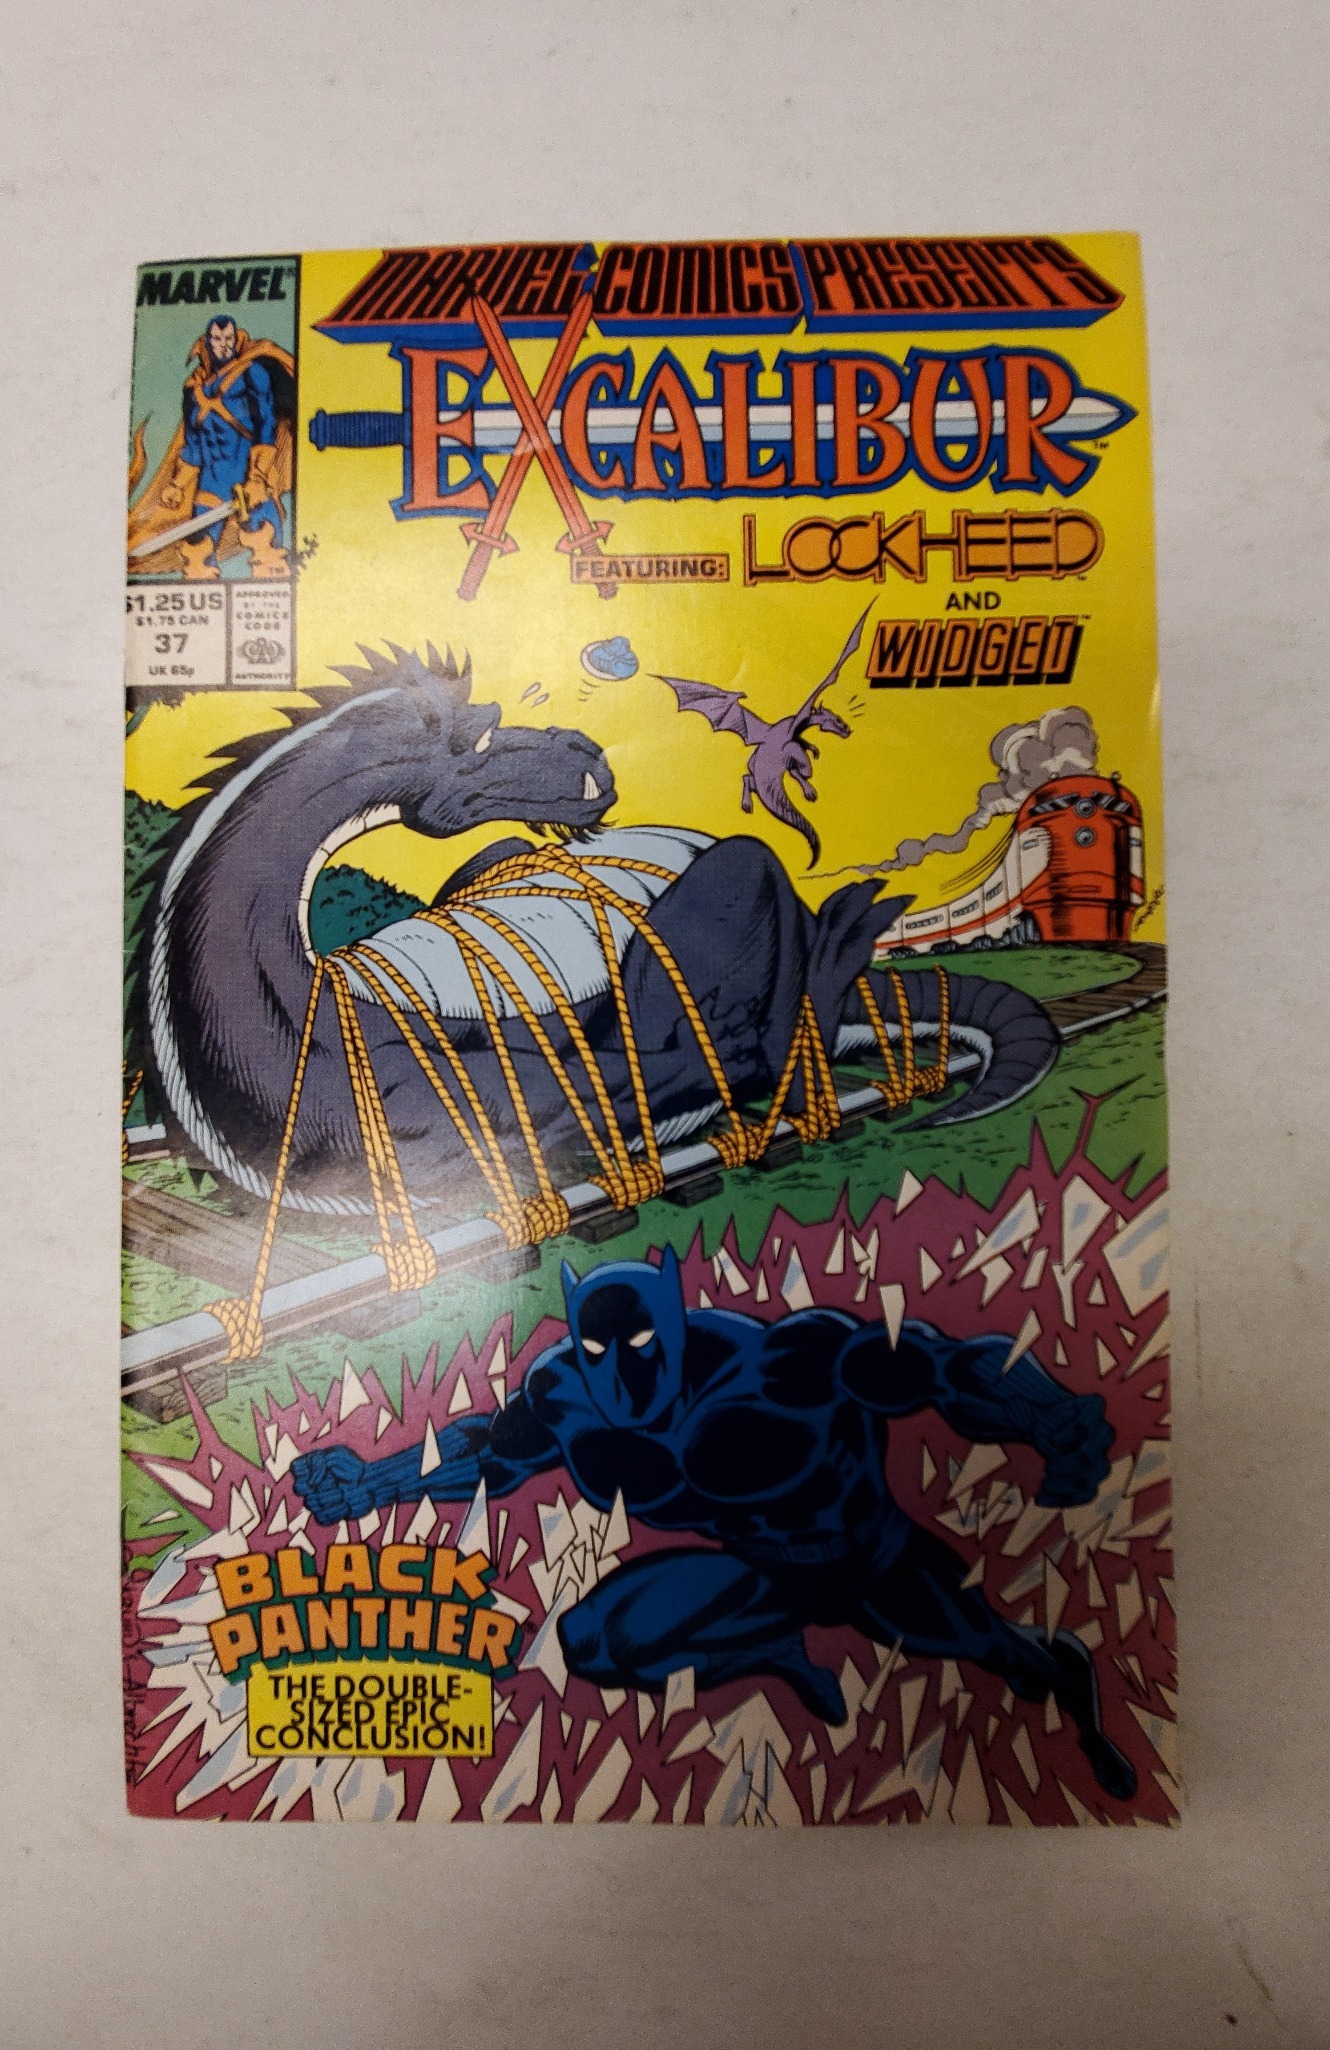 MARVEL
MARVEL COMICS PRESENTS
EXCALIBUR
TM
FEATURING: LOCKHEED
AND
WIDGET
$1.25 US
$1.75 CAN
37
UK 65p
APPROVED
BY THE
COMICS
CODE
AUTHORITY
BLACK
PANTHER
THE DOUBLE-
SIZED EPIC
CONCLUSION!